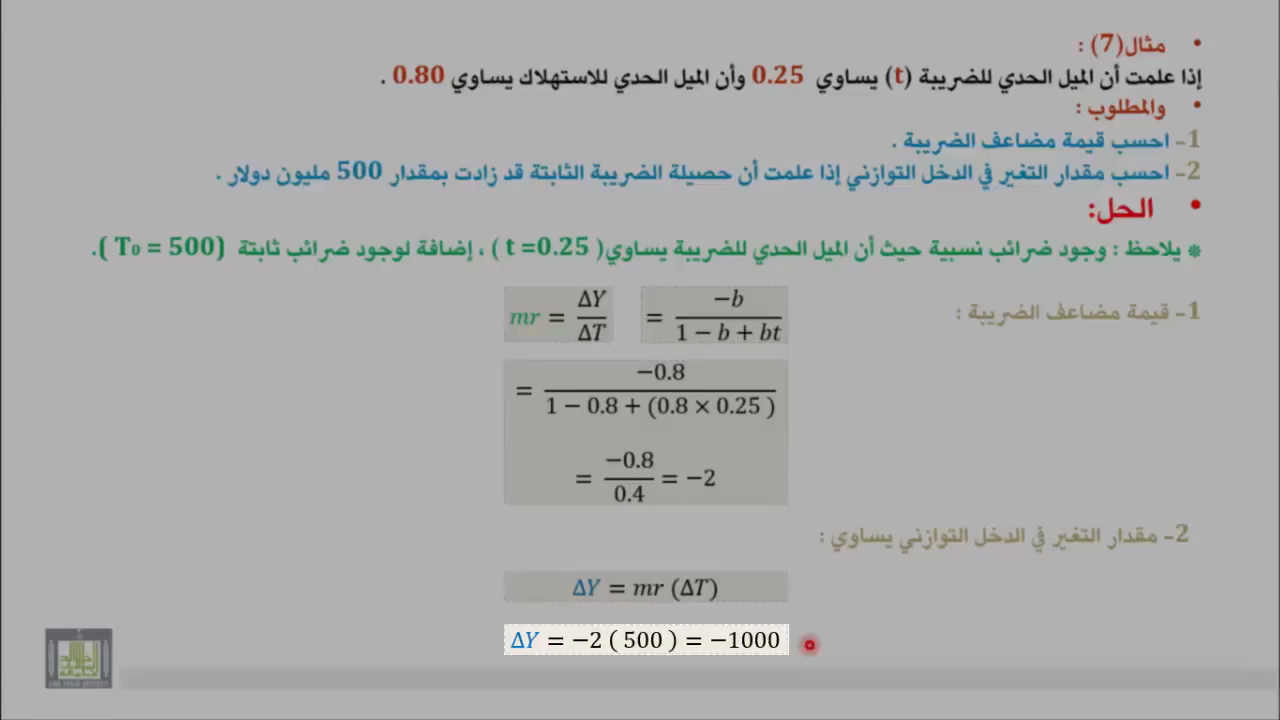 • مثال(7) :
إذا علمت أن الميل الحدي للضريبة (t) يساوي 0.25 وأن الميل الحدي للاستهلاك يساوي 0.80 .
• والمطلوب :
1- احسب قيمة مضاعف الضريبة .
2- احسب مقدار التغير في الدخل التوازني إذا علمت أن حصيلة الضريبة الثابتة قد زادت بمقدار 500 مليون دولار .
• الحل:
* يلاحظ : وجود ضرائب نسبية حيث أن الميل الحدي للضريبة يساوي( t =0.25 ) ، إضافة لوجود ضرائب ثابتة (T₀ = 500 ).
1- قيمة مضاعف الضريبة :
mr = ΔY / ΔT = −b / 1 − b + bt
= −0.8 / 1 − 0.8 + (0.8 × 0.25 )
= −0.8 / 0.4 = −2
2- مقدار التغير في الدخل التوازني يساوي :
ΔY = mr (ΔT)
ΔY = −2 ( 500 ) = −1000